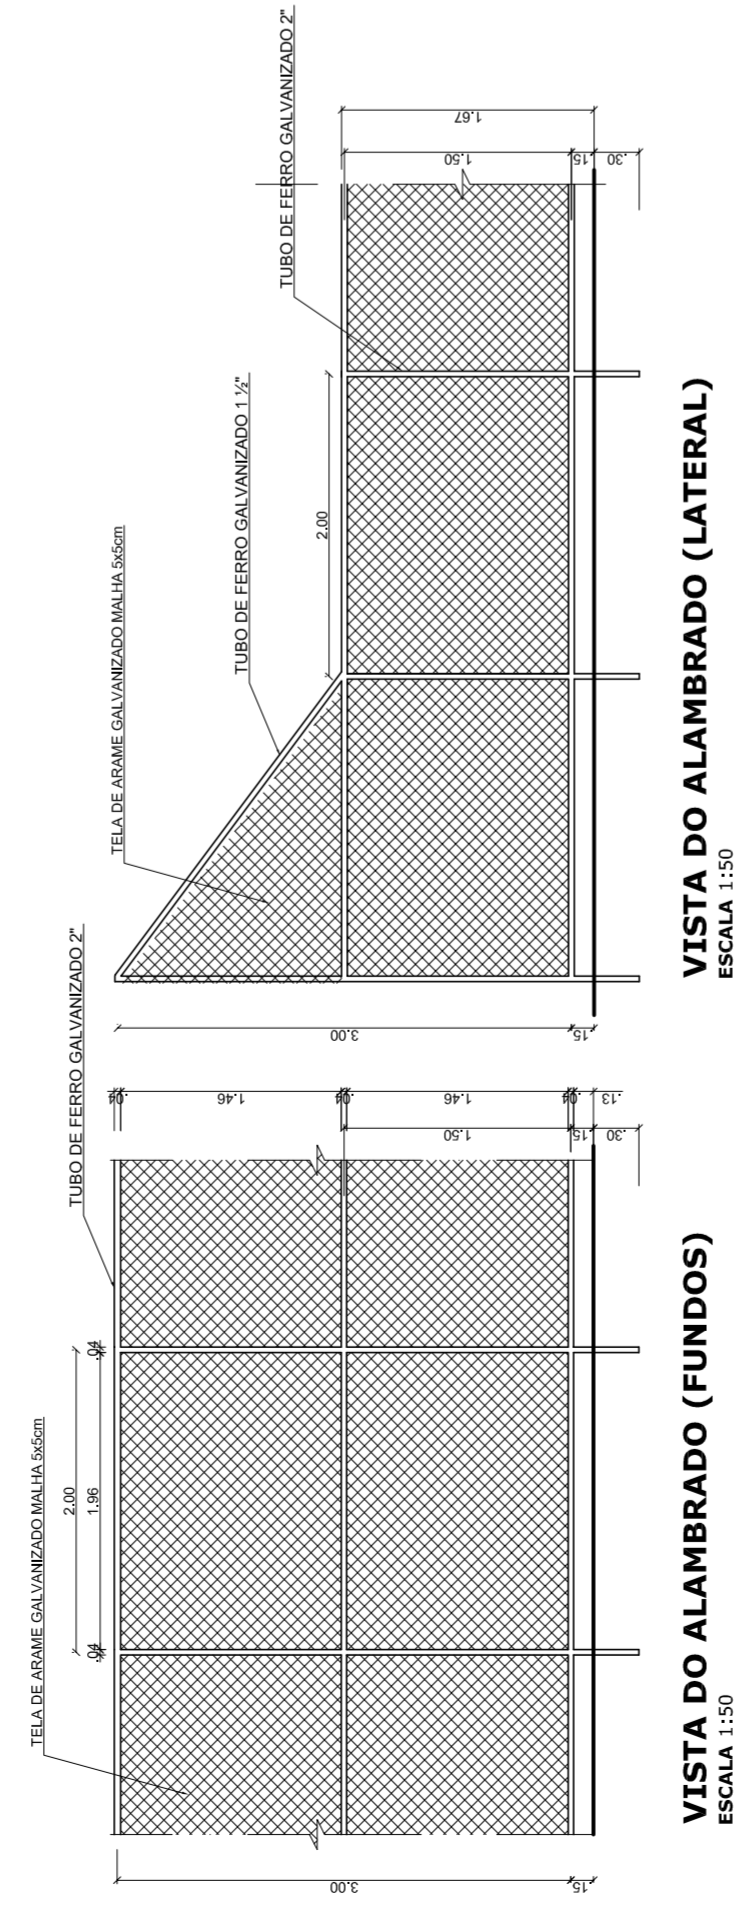 TELA DE ARAME GALVANIZADO MALHA 5x5cm
TUBO DE FERRO GALVANIZADO 2"
2.00
.04
1.96
.04
3.00
.15
.04
1.46
.04
1.46
.04
.13
1.50
.15
.30
VISTA DO ALAMBRADO (FUNDOS)
ESCALA 1:50
TELA DE ARAME GALVANIZADO MALHA 5x5cm
TUBO DE FERRO GALVANIZADO 1 ½"
TUBO DE FERRO GALVANIZADO 2"
2.00
3.00
.15
1.67
1.50
.15
.30
VISTA DO ALAMBRADO (LATERAL)
ESCALA 1:50